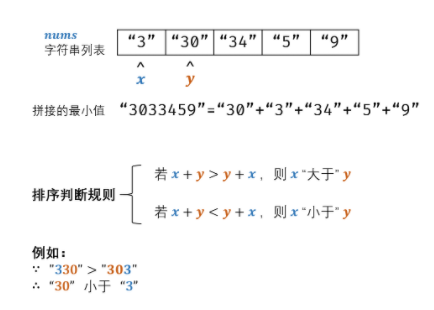 nums
字符串列表
“3” “30” “34” “5” “9”
^ ^
x y
拼接的最小值 “3033459”=“30”+“3”+“34”+“5”+“9”
排序判断规则
若 x + y > y + x ，则 x “大于” y
若 x + y < y + x ，则 x “小于” y
例如：
∵ “330” > "303"
∴ “30” 小于 “3”